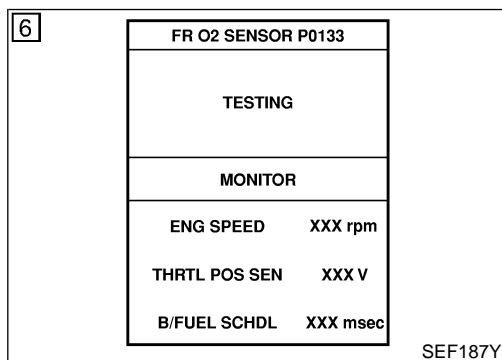 6
FR O2 SENSOR P0133
TESTING
MONITOR
ENG SPEED XXX rpm
THRTL POS SEN XXX V
B/FUEL SCHDL XXX msec
SEF187Y